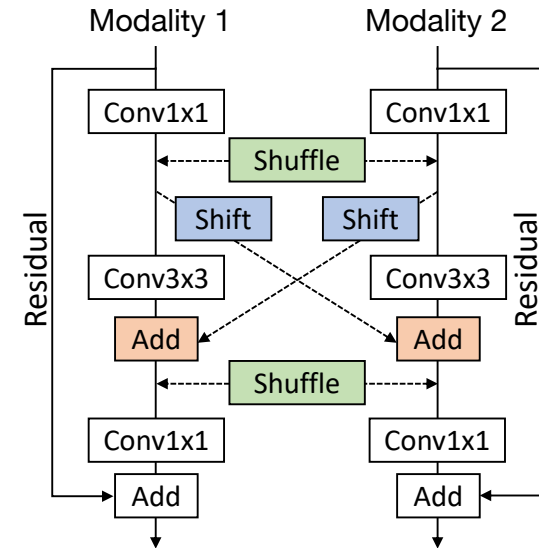 Modality 1
Modality 2
Conv1x1
Conv1x1
Shuffle
Shift
Shift
Residual
Residual
Conv3x3
Conv3x3
Add
Add
Shuffle
Conv1x1
Conv1x1
Add
Add